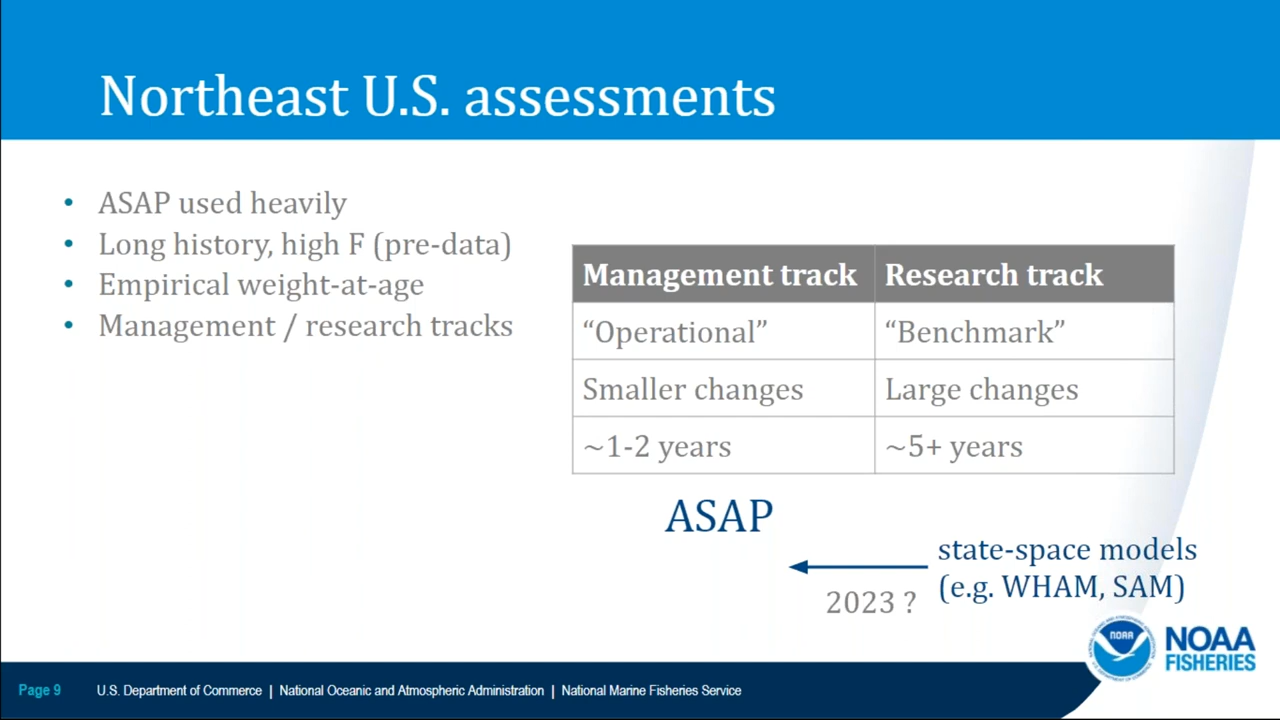 Northeast U.S. assessments
• ASAP used heavily
• Long history, high F (pre-data)
• Empirical weight-at-age
• Management / research tracks
Management track Research track
“Operational” “Benchmark”
Smaller changes Large changes
~1-2 years ~5+ years
ASAP
state-space models
(e.g. WHAM, SAM)
2023 ?
NOAA
NOAA
FISHERIES
Page 9 U.S. Department of Commerce | National Oceanic and Atmospheric Administration | National Marine Fisheries Service